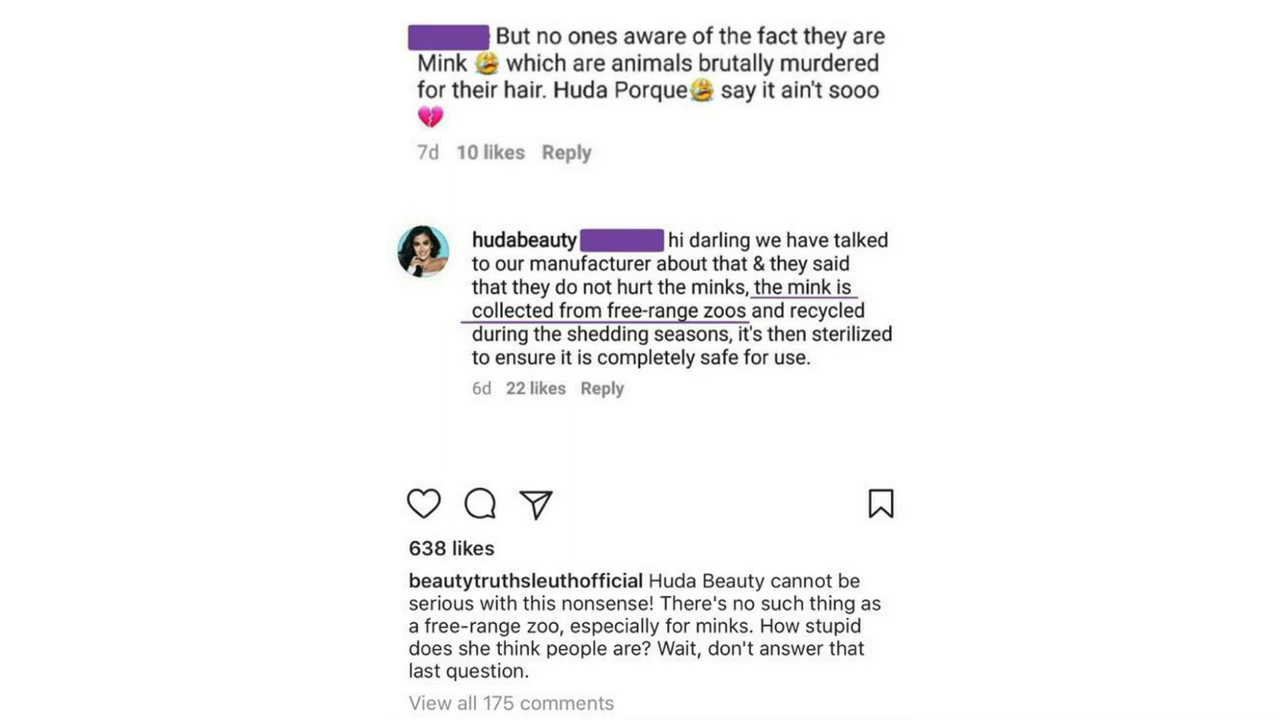 But no ones aware of the fact they are
Mink 😭 which are animals brutally murdered
for their hair. Huda Porque😭 say it ain't sooo
💔
7d 10 likes Reply
hudabeauty hi darling we have talked
to our manufacturer about that & they said
that they do not hurt the minks, the mink is
collected from free-range zoos and recycled
during the shedding seasons, it's then sterilized
to ensure it is completely safe for use.
6d 22 likes Reply
638 likes
beautytruthsleuthofficial Huda Beauty cannot be
serious with this nonsense! There's no such thing as
a free-range zoo, especially for minks. How stupid
does she think people are? Wait, don't answer that
last question.
View all 175 comments